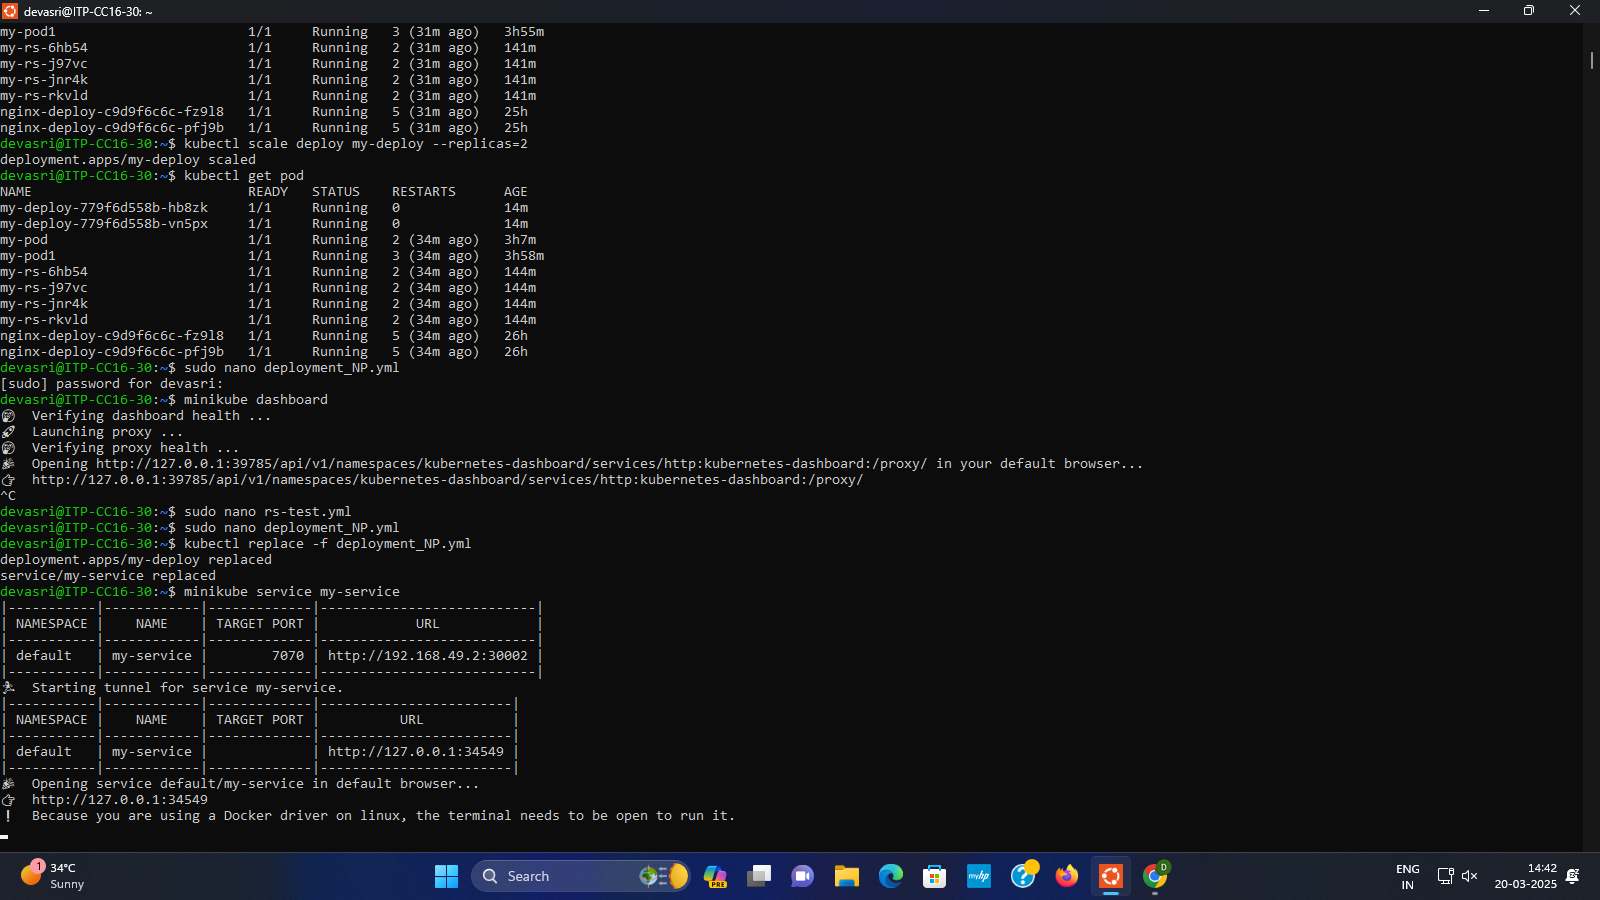 devasri@ITP-CC16-30: ~
my-pod1 1/1 Running 3 (31m ago) 3h55m
my-rs-6hb54 1/1 Running 2 (31m ago) 141m
my-rs-j97vc 1/1 Running 2 (31m ago) 141m
my-rs-jnr4k 1/1 Running 2 (31m ago) 141m
my-rs-rkvld 1/1 Running 2 (31m ago) 141m
nginx-deploy-c9d9f6c6c-fz9l8 1/1 Running 5 (31m ago) 25h
nginx-deploy-c9d9f6c6c-pfj9b 1/1 Running 5 (31m ago) 25h
devasri@ITP-CC16-30:~$ kubectl scale deploy my-deploy --replicas=2
deployment.apps/my-deploy scaled
devasri@ITP-CC16-30:~$ kubectl get pod
NAME READY STATUS RESTARTS AGE
my-deploy-779f6d558b-hb8zk 1/1 Running 0 14m
my-deploy-779f6d558b-vn5px 1/1 Running 0 14m
my-pod 1/1 Running 2 (34m ago) 3h7m
my-pod1 1/1 Running 3 (34m ago) 3h58m
my-rs-6hb54 1/1 Running 2 (34m ago) 144m
my-rs-j97vc 1/1 Running 2 (34m ago) 144m
my-rs-jnr4k 1/1 Running 2 (34m ago) 144m
my-rs-rkvld 1/1 Running 2 (34m ago) 144m
nginx-deploy-c9d9f6c6c-fz9l8 1/1 Running 5 (34m ago) 26h
nginx-deploy-c9d9f6c6c-pfj9b 1/1 Running 5 (34m ago) 26h
devasri@ITP-CC16-30:~$ sudo nano deployment_NP.yml
[sudo] password for devasri:
devasri@ITP-CC16-30:~$ minikube dashboard
Verifying dashboard health ...
Launching proxy ...
Verifying proxy health ...
Opening http://127.0.0.1:39785/api/v1/namespaces/kubernetes-dashboard/services/http:kubernetes-dashboard:/proxy/ in your default browser...
http://127.0.0.1:39785/api/v1/namespaces/kubernetes-dashboard/services/http:kubernetes-dashboard:/proxy/
^C
devasri@ITP-CC16-30:~$ sudo nano rs-test.yml
devasri@ITP-CC16-30:~$ sudo nano deployment_NP.yml
devasri@ITP-CC16-30:~$ kubectl replace -f deployment_NP.yml
deployment.apps/my-deploy replaced
service/my-service replaced
devasri@ITP-CC16-30:~$ minikube service my-service
|-----------|------------|-------------|---------------------------|
| NAMESPACE | NAME | TARGET PORT | URL |
|-----------|------------|-------------|---------------------------|
| default | my-service | 7070 | http://192.168.49.2:30002 |
|-----------|------------|-------------|---------------------------|
Starting tunnel for service my-service.
|-----------|------------|-------------|------------------------|
| NAMESPACE | NAME | TARGET PORT | URL |
|-----------|------------|-------------|------------------------|
| default | my-service | | http://127.0.0.1:34549 |
|-----------|------------|-------------|------------------------|
Opening service default/my-service in default browser...
http://127.0.0.1:34549
! Because you are using a Docker driver on linux, the terminal needs to be open to run it.
1
34°C
Sunny
Search
PRE
myhp
D
ENG
IN
14:42
20-03-2025